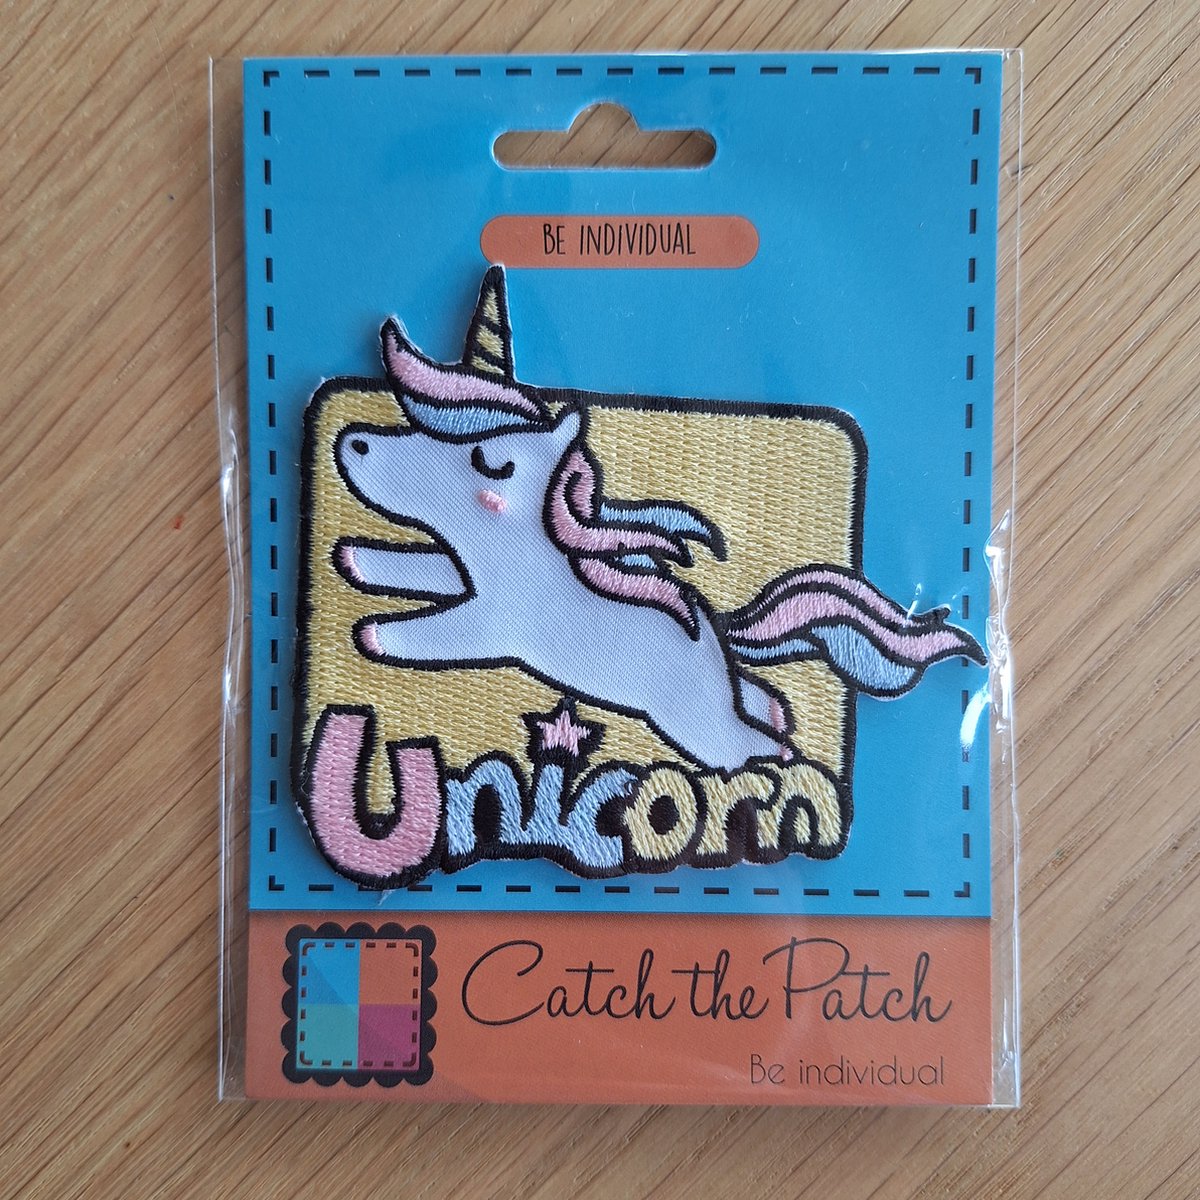 BE INDIVIDUAL
Unicorn
Catch the Patch
Be individual